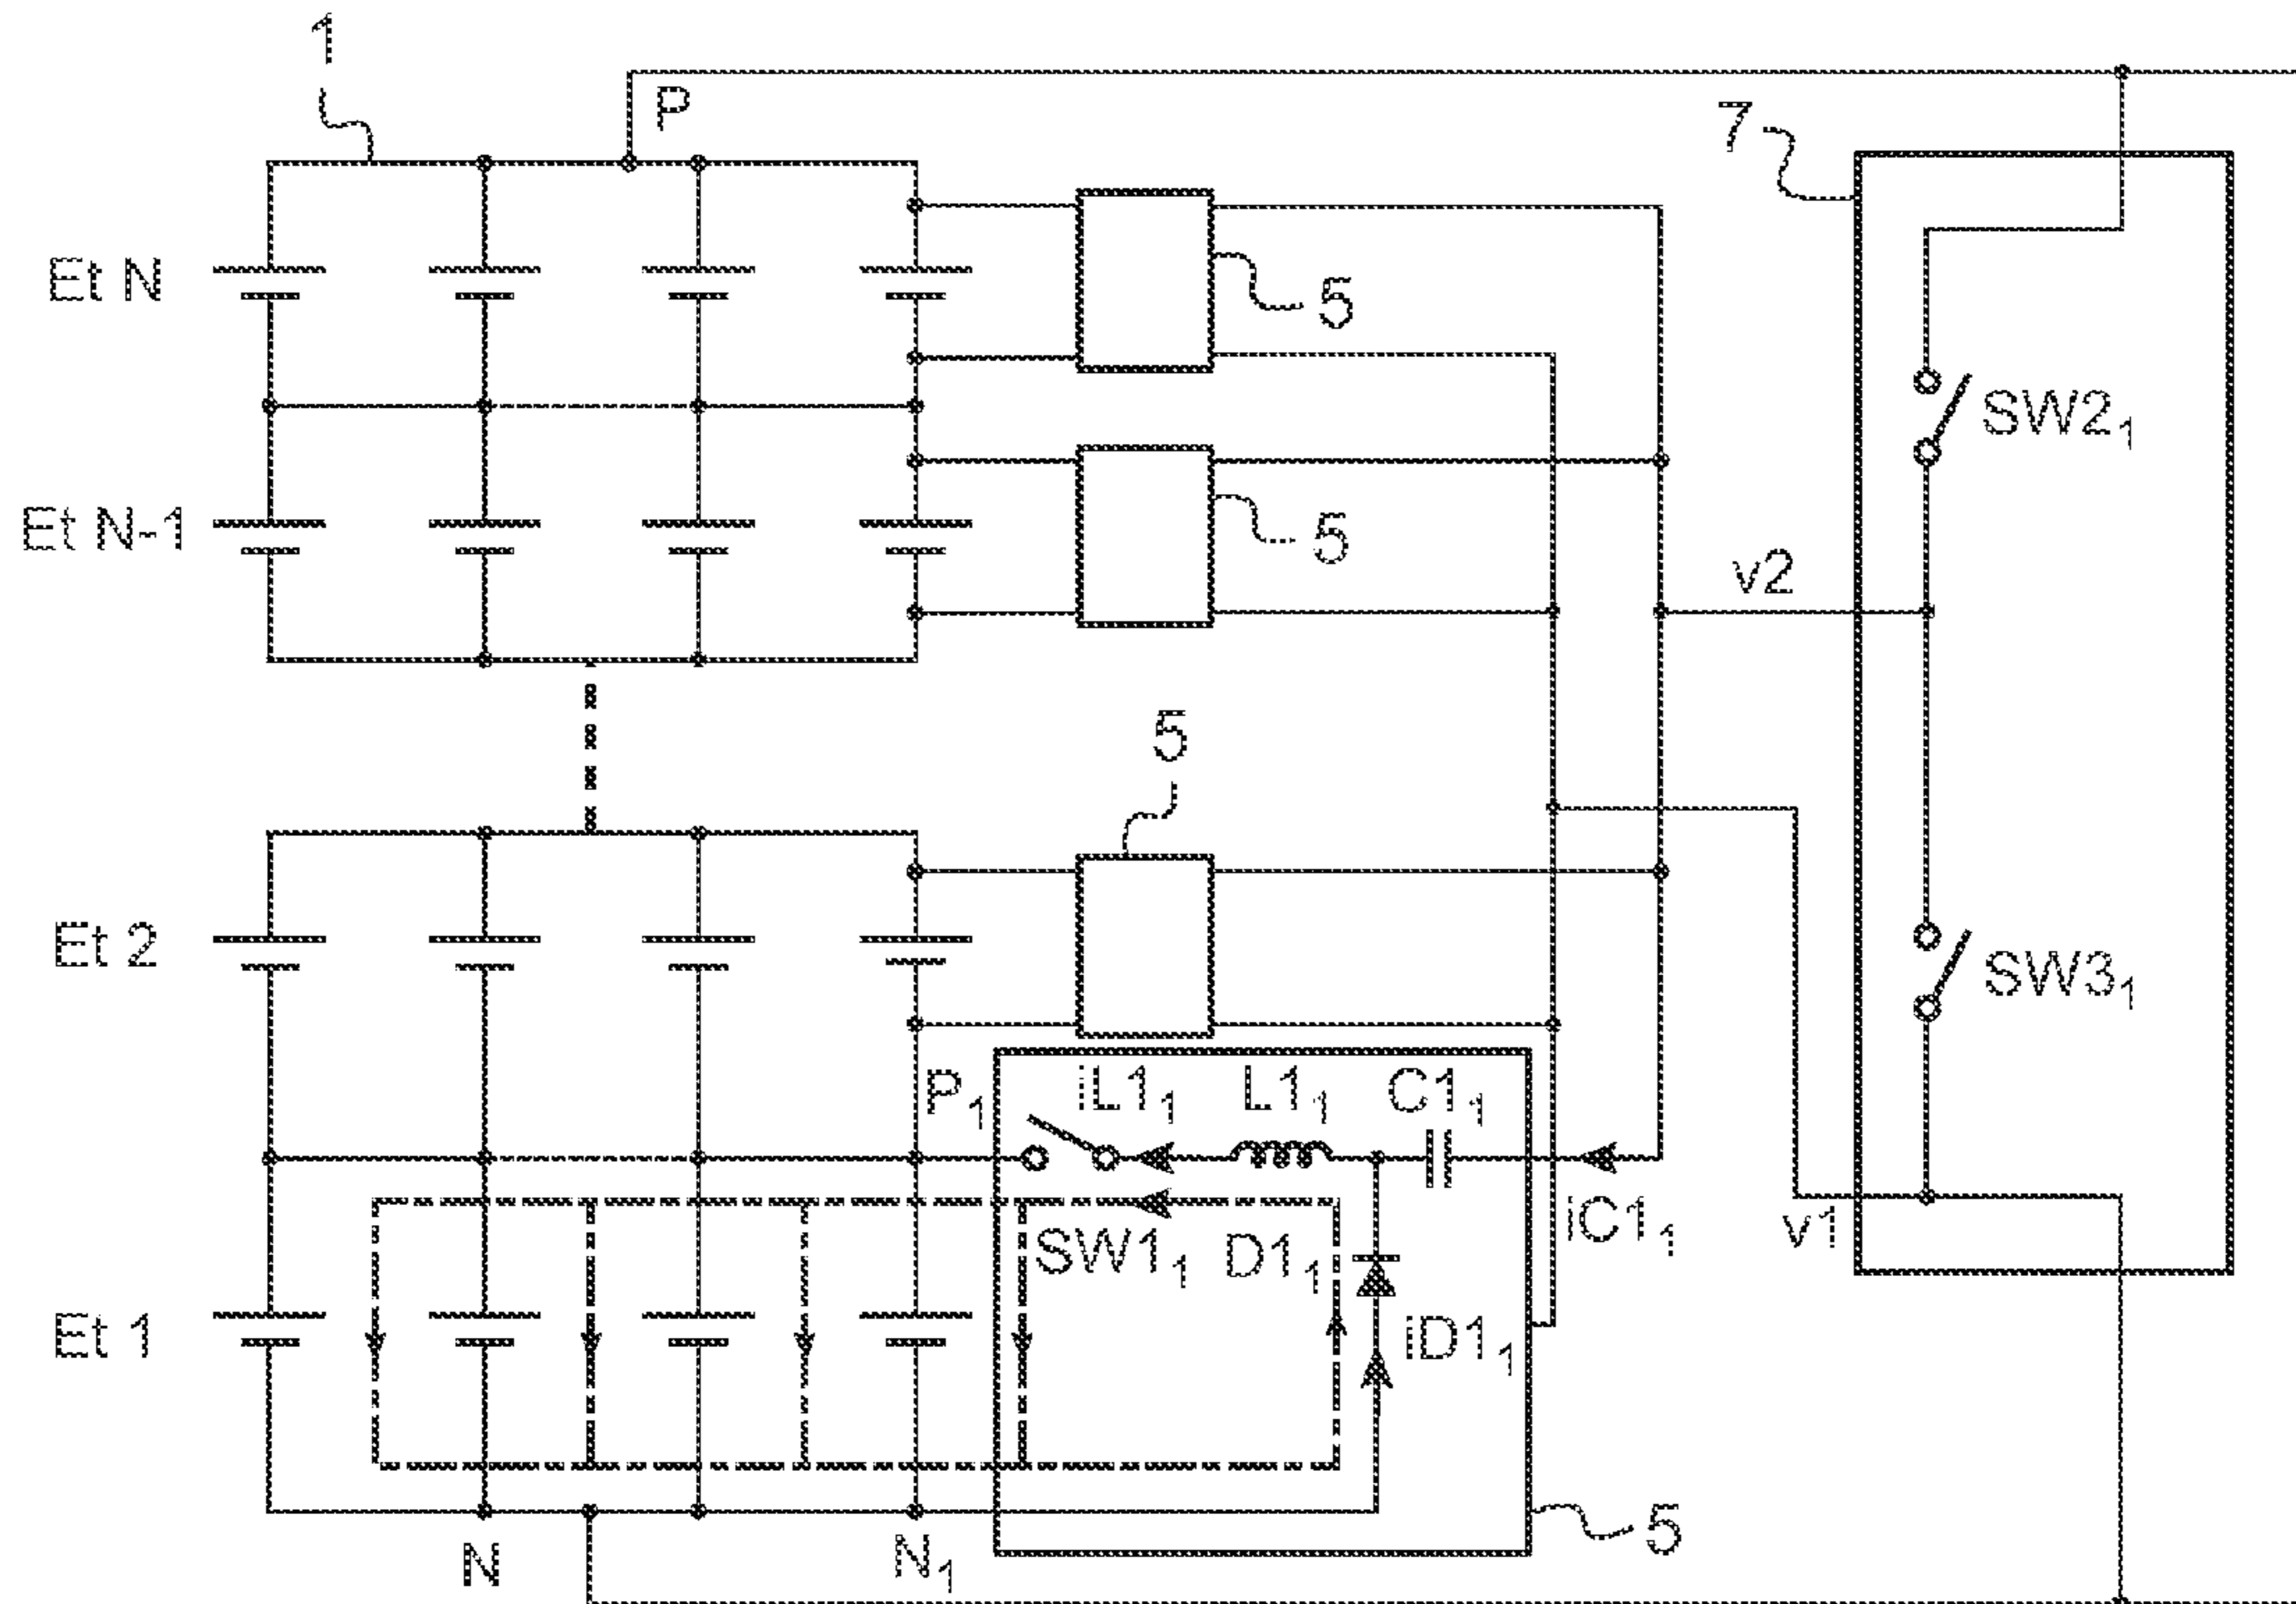 1
P
7
Et N
5
SW2₁
Et N-1
5
v2
5
Et 2
SW3₁
P₁
iL1₁
L1₁
C1₁
SW1₁
D1₁
iC1₁
v1
Et 1
iD1₁
N
N₁
5